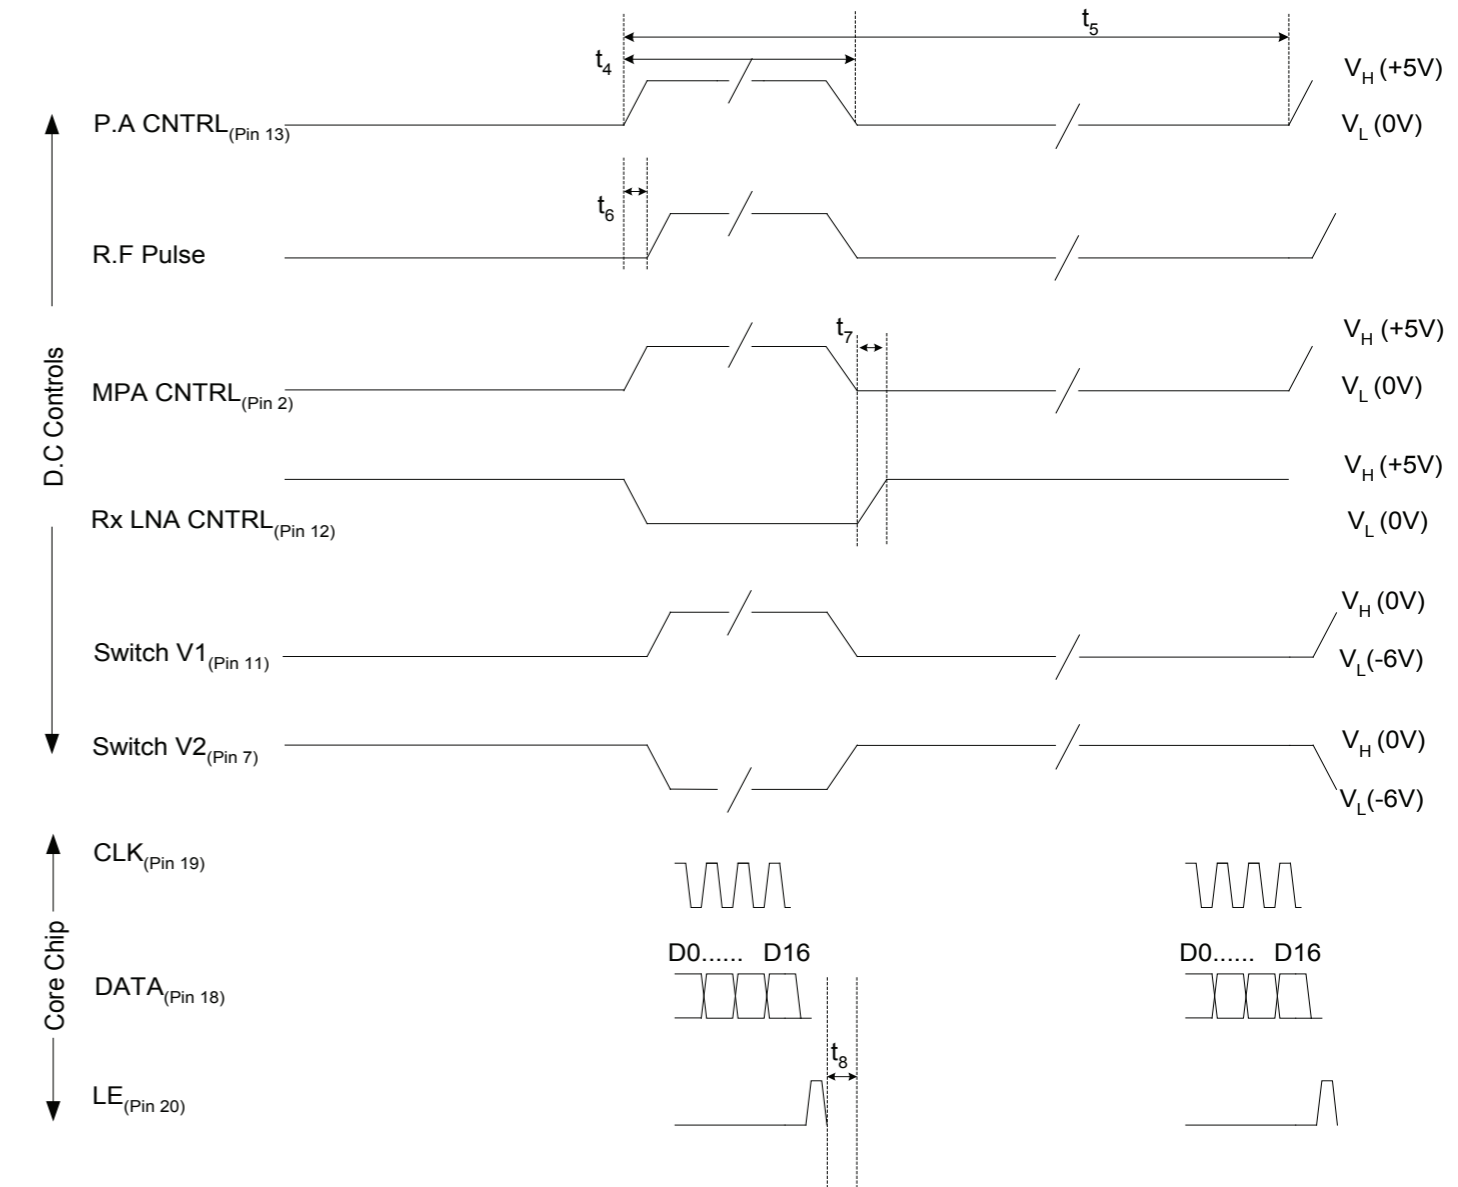 t5
t4
VH (+5V)
P.A CNTRL(Pin 13)
VL (0V)
t6
R.F Pulse
t7
VH (+5V)
MPA CNTRL(Pin 2)
VL (0V)
D.C Controls
VH (+5V)
Rx LNA CNTRL(Pin 12)
VL (0V)
VH (0V)
Switch V1(Pin 11)
VL(-6V)
Switch V2(Pin 7)
VH (0V)
VL(-6V)
CLK(Pin 19)
D0...... D16
D0...... D16
DATA(Pin 18)
Core Chip
t8
LE(Pin 20)